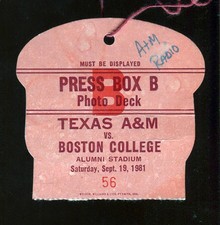 A+M
RADIO
MUST BE DISPLAYED
B
PRESS BOX B
Photo Deck
TEXAS A&M
VS.
BOSTON COLLEGE
ALUMNI STADIUM
Saturday, Sept. 19, 1981
56